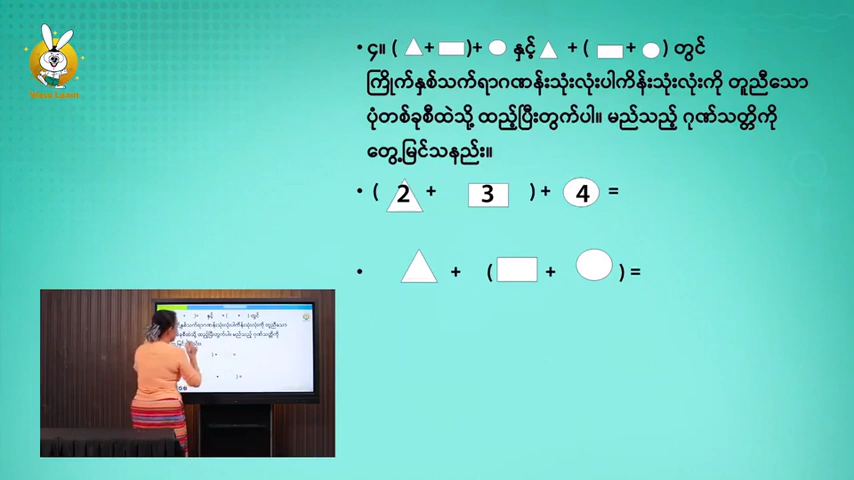 Wase Lann
• ၄။ ( + )+ နှင့် + ( + ) တွင်
ကြိုက်နှစ်သက်ရာဂဏန်းသုံးလုံးပါကိန်းသုံးလုံးကို တူညီသော
ပုံတစ်ခုစီထဲသို့ ထည့်ပြီးတွက်ပါ။ မည်သည့် ဂုဏ်သတ္တိကို
တွေ့မြင်သနည်း။
• ( 2 + 3 ) + 4 =
• + ( + ) =